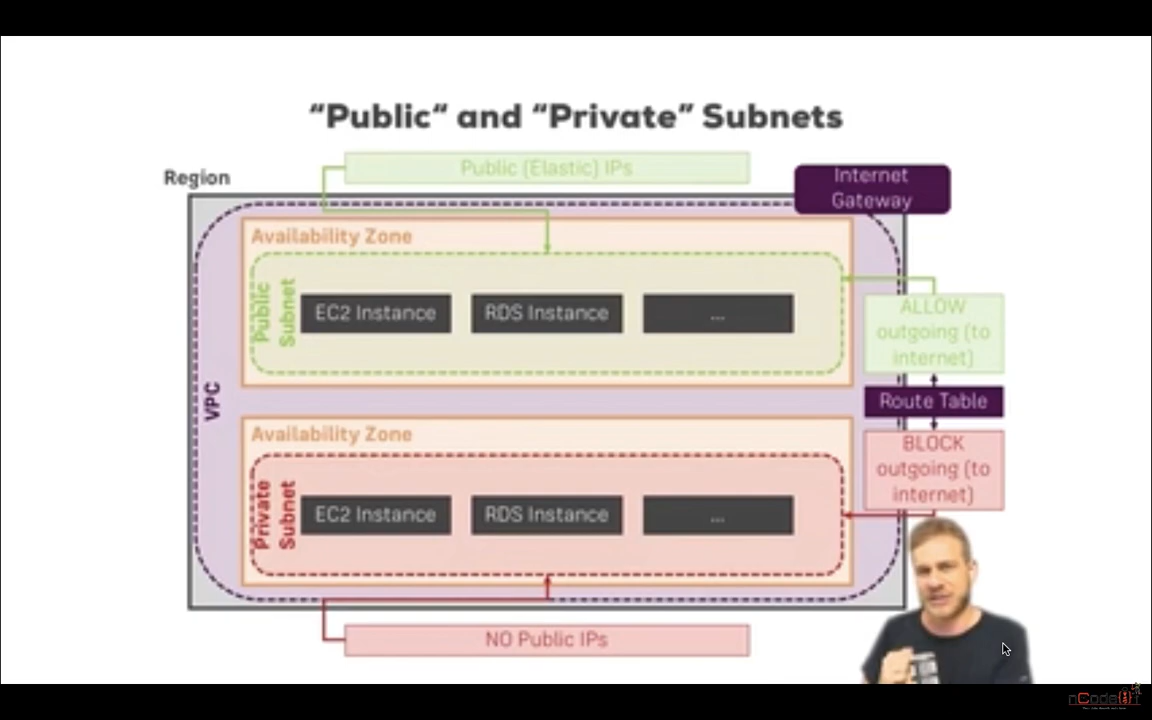 “Public“ and “Private” Subnets
Public (Elastic) IPs
Region
Internet
Gateway
Availability Zone
Public
Subnet
EC2 Instance
RDS Instance
...
ALLOW
outgoing (to
internet)
VPC
Route Table
Availability Zone
BLOCK
outgoing (to
internet)
Private
Subnet
EC2 Instance
RDS Instance
...
NO Public IPs